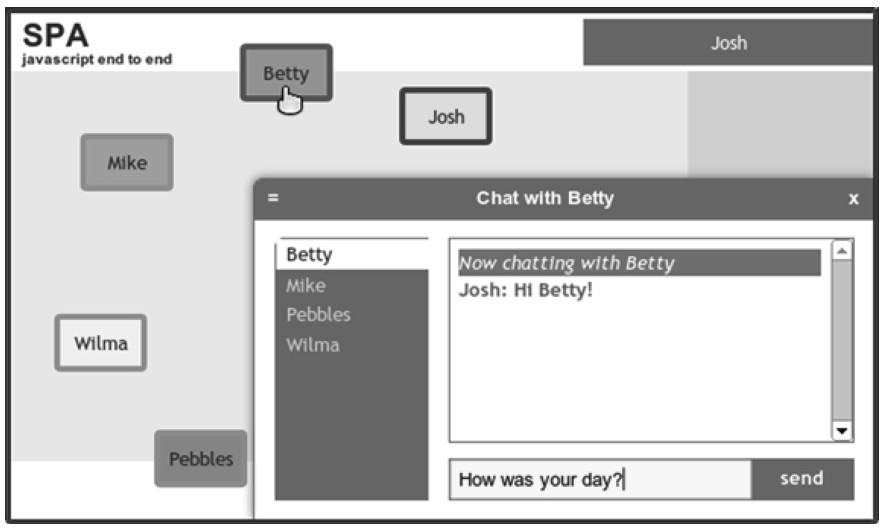 SPA
javascript end to end
Josh
Betty
Josh
Mike
Wilma
Pebbles
= Chat with Betty x
Betty
Mike
Pebbles
Wilma
Now chatting with Betty
Josh: Hi Betty!
How was your day?
send